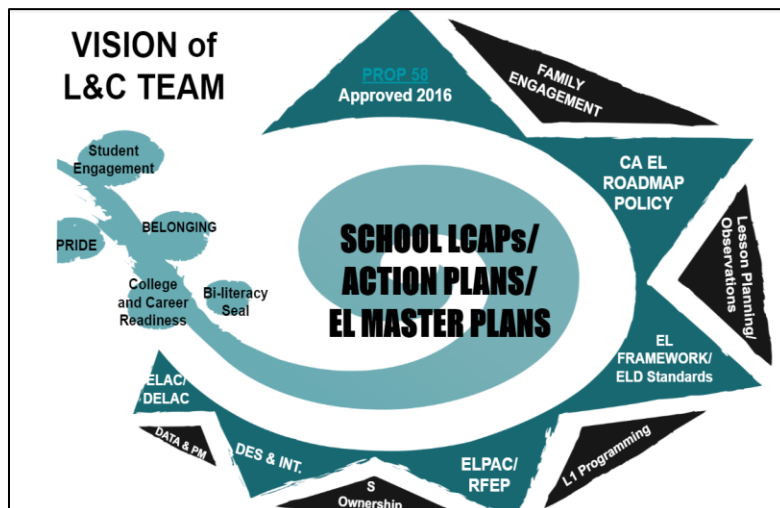 VISION of
L&C TEAM
PROP 58
Approved 2016
FAMILY
ENGAGEMENT
CA EL
ROADMAP
POLICY
Lesson Planning/
Observations
EL
FRAMEWORK/
ELD Standards
L1 Programming
ELPAC/
RFEP
S
Ownership
DES & INT.
DATA & PM
ELAC/
DELAC
Student
Engagement
PRIDE
BELONGING
College
and Career
Readiness
Bi-literacy
Seal
SCHOOL LCAPs/
ACTION PLANS/
EL MASTER PLANS